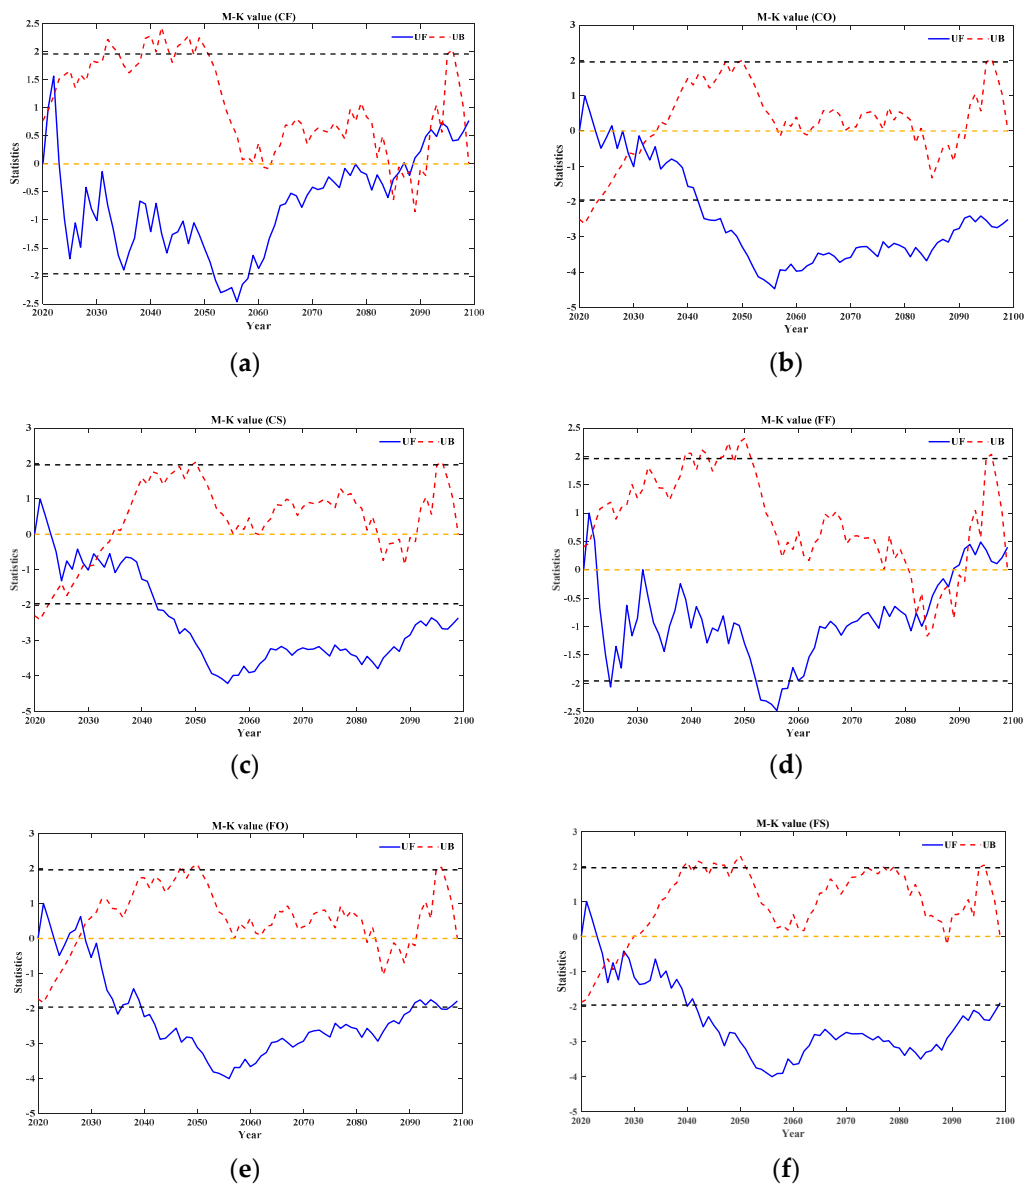 M-K value (CF)
UF UB
2.5
2
1.5
1
0.5
0
-0.5
-1
-1.5
-2
-2.5
Statistics
2020 2030 2040 2050 2060 2070 2080 2090 2100
Year
(a)
M-K value (CO)
UF UB
3
2
1
0
-1
-2
-3
-4
-5
Statistics
2020 2030 2040 2050 2060 2070 2080 2090 2100
Year
(b)
M-K value (CS)
UF UB
3
2
1
0
-1
-2
-3
-4
-5
Statistics
2020 2030 2040 2050 2060 2070 2080 2090 2100
Year
(c)
M-K value (FF)
UF UB
2.5
2
1.5
1
0.5
0
-0.5
-1
-1.5
-2
-2.5
Statistics
2020 2030 2040 2050 2060 2070 2080 2090 2100
Year
(d)
M-K value (FO)
UF UB
3
2
1
0
-1
-2
-3
-4
-5
Statistics
2020 2030 2040 2050 2060 2070 2080 2090 2100
Year
(e)
M-K value (FS)
UF UB
3
2
1
0
-1
-2
-3
-4
-5
Statistics
2020 2030 2040 2050 2060 2070 2080 2090 2100
Year
(f)